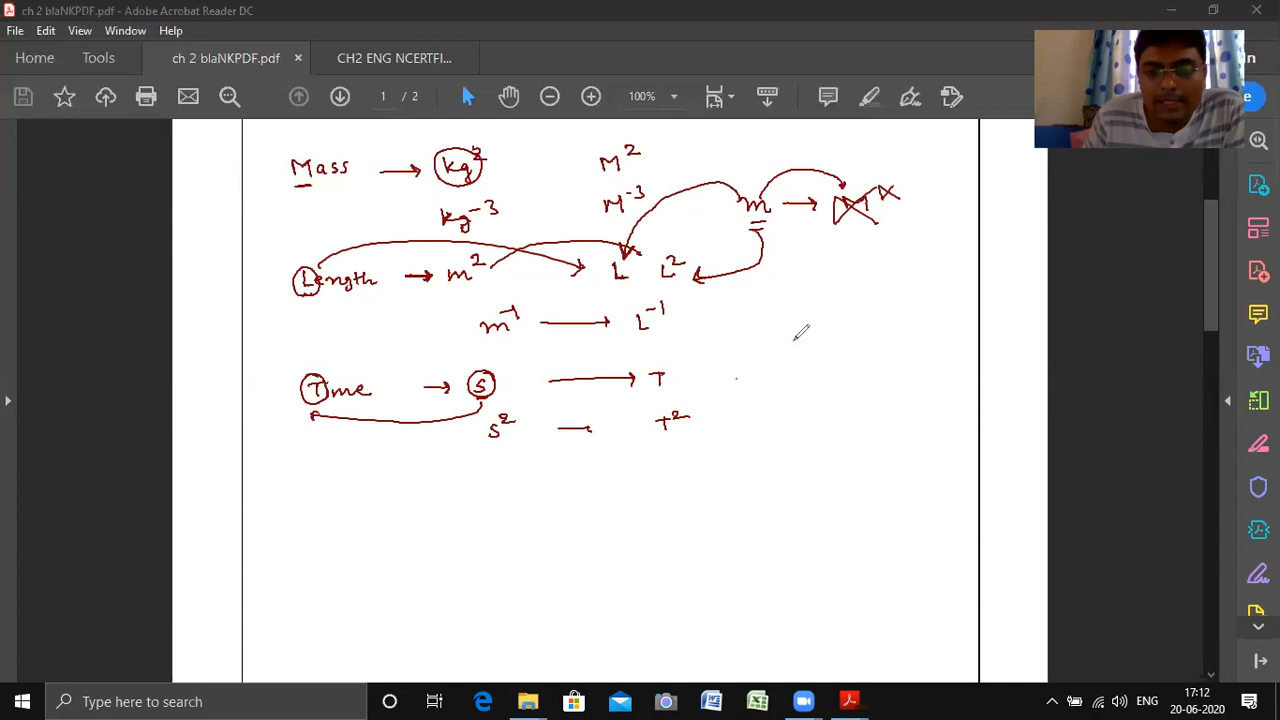 ch 2 blaNKPDF.pdf - Adobe Acrobat Reader DC
File Edit View Window Help
Home Tools ch 2 blaNKPDF.pdf × CH2 ENG NCERTFI... In
1 / 2 100%
Mass → kg² M²
kg⁻³ M⁻³ m → M ×
Length → m² L L²
m⁻¹ → L⁻¹
Time → s → T
s² → T²
Type here to search
ENG 17:12
20-06-2020